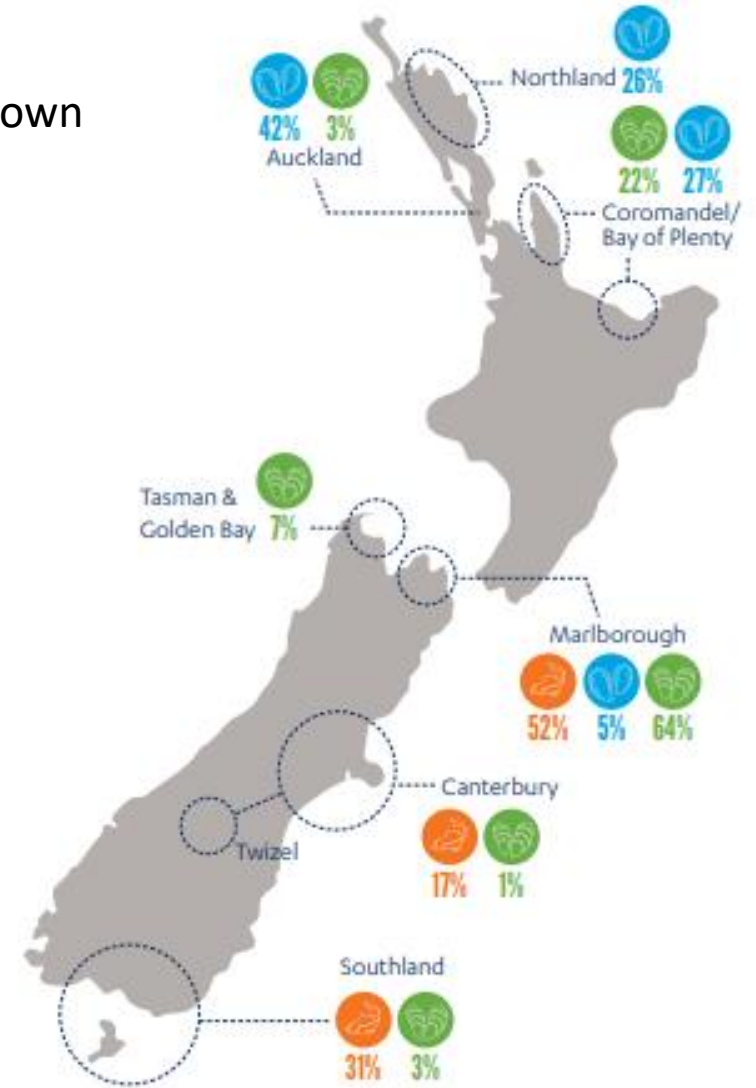 own
Northland 26%
42% 3%
Auckland
22% 27%
Coromandel/
Bay of Plenty
Tasman &
Golden Bay 7%
Marlborough
52% 5% 64%
Canterbury
17% 1%
Twizel
Southland
31% 3%